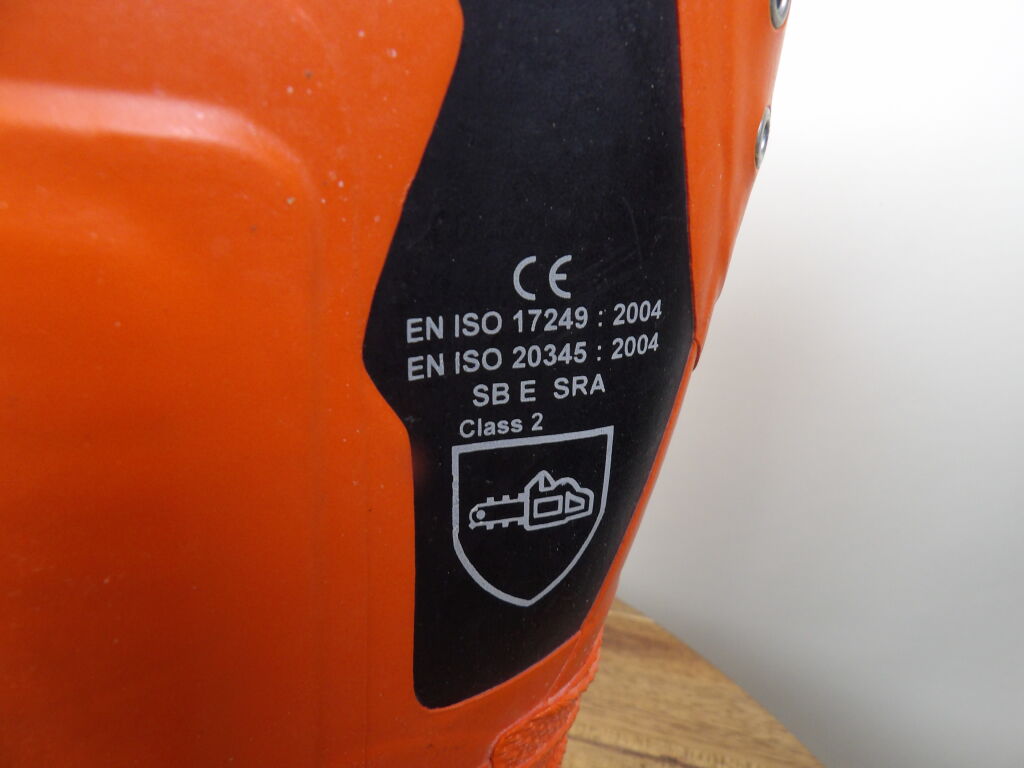 CE
EN ISO 17249 : 2004
EN ISO 20345 : 2004
SB E SRA
Class 2